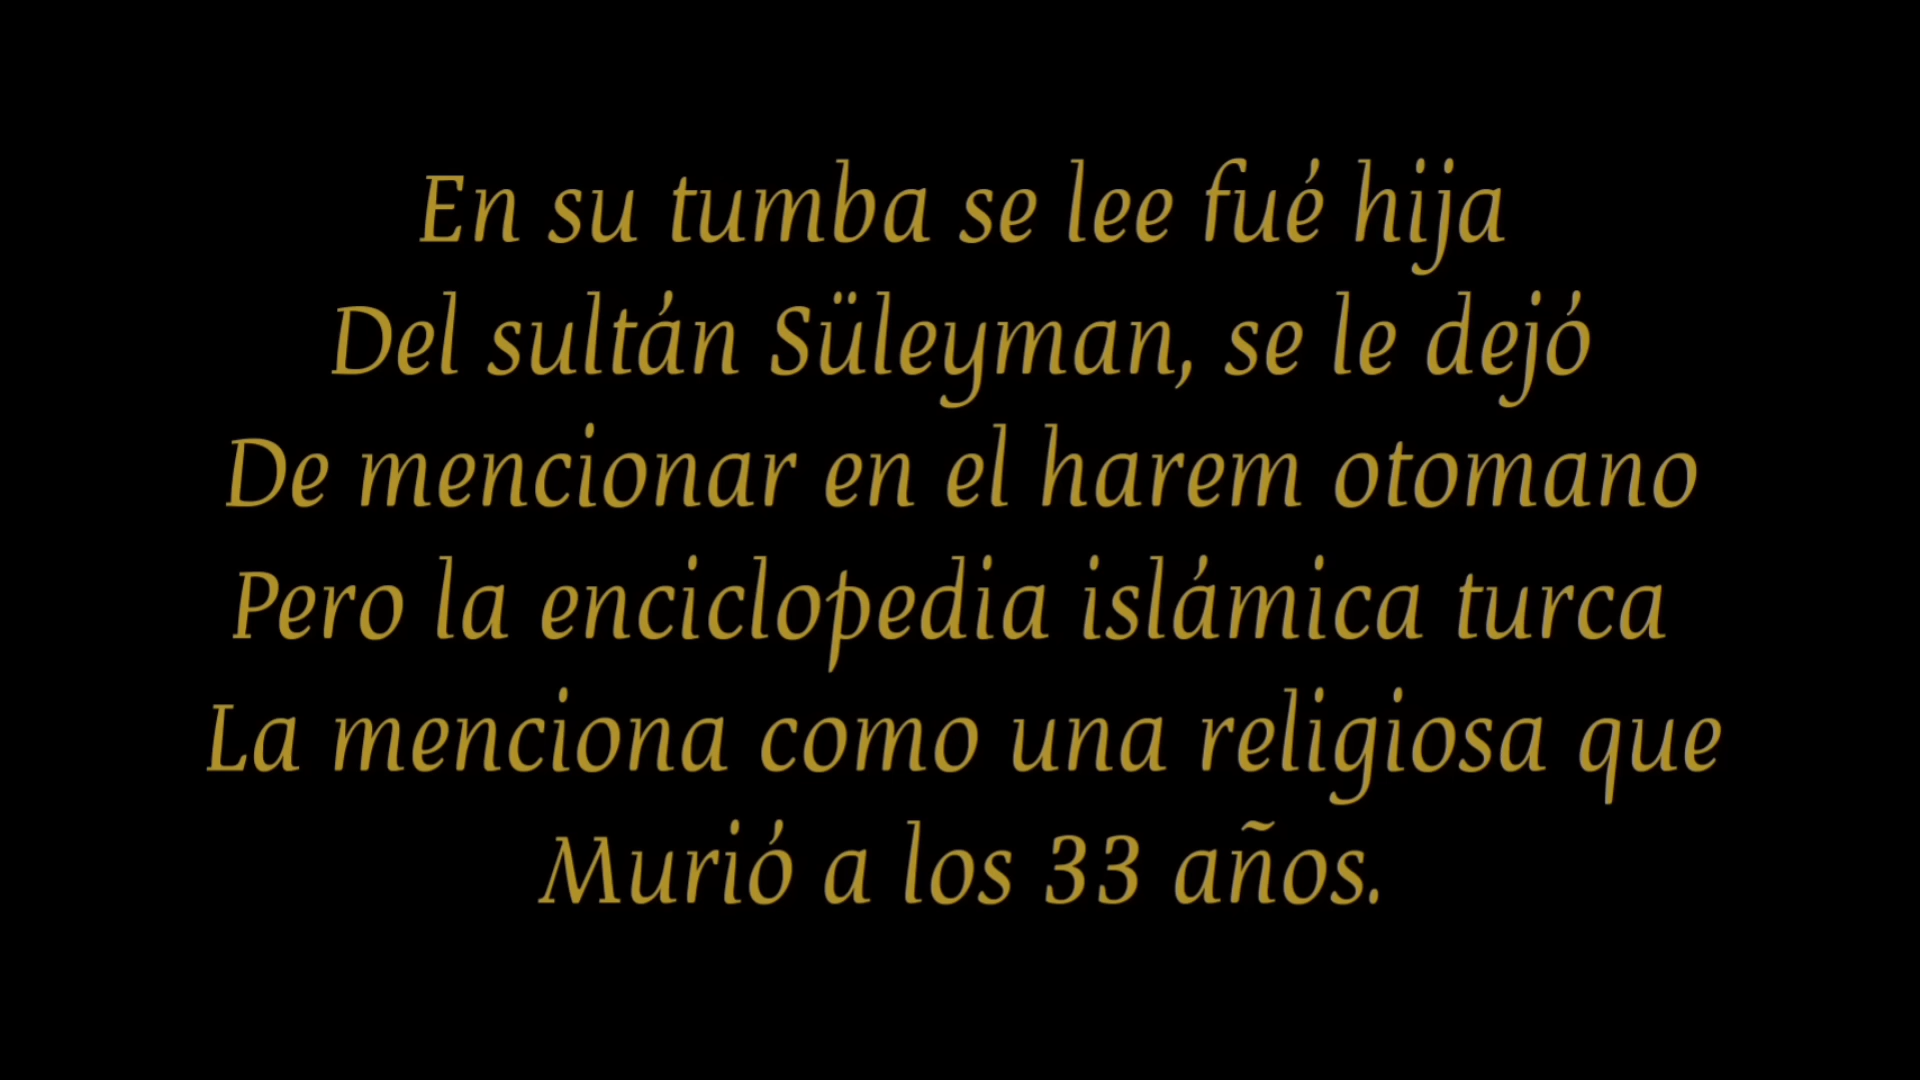 En su tumba se lee fué hija
Del sultán Süleyman, se le dejó
De mencionar en el harem otomano
Pero la enciclopedia islámica turca
La menciona como una religiosa que
Murió a los 33 años.